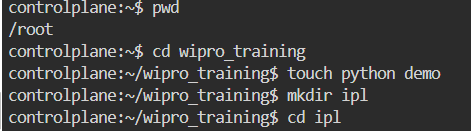 controlplane:~$ pwd
/root
controlplane:~$ cd wipro_training
controlplane:~/wipro_training$ touch python demo
controlplane:~/wipro_training$ mkdir ipl
controlplane:~/wipro_training$ cd ipl